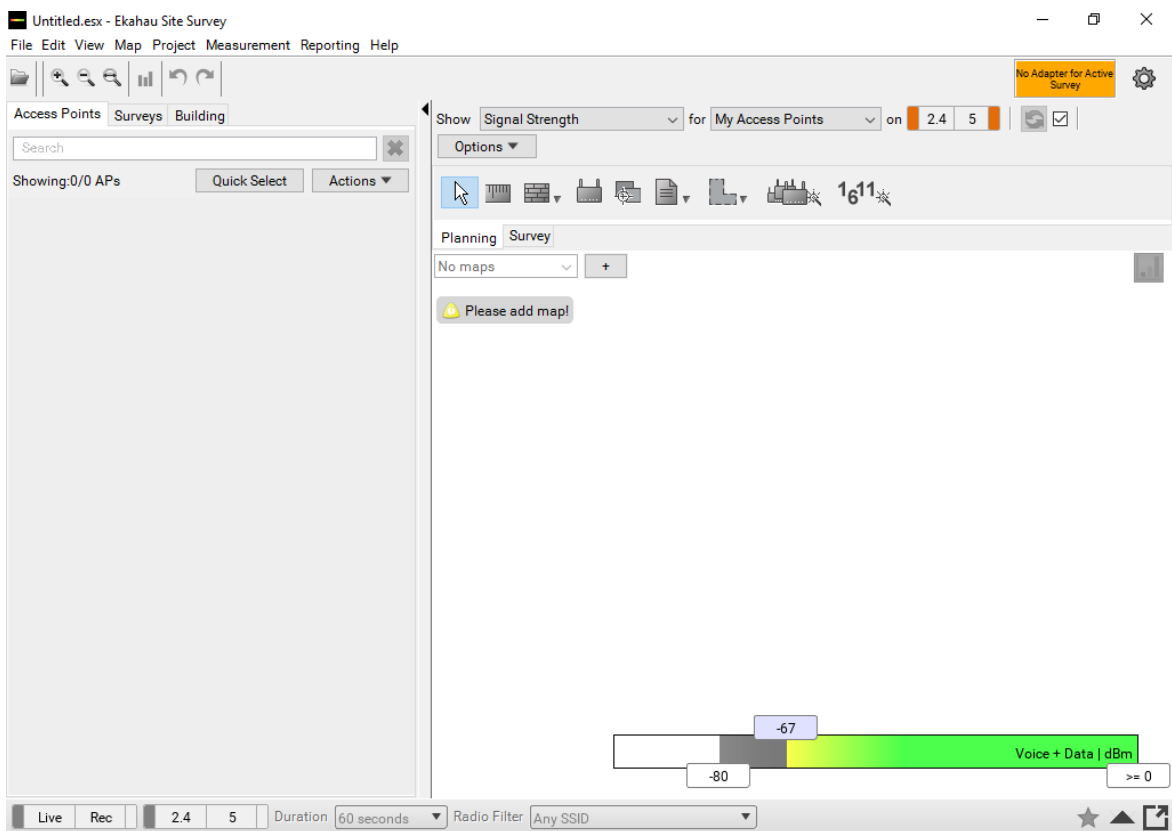 Untitled.esx - Ekahau Site Survey
File Edit View Map Project Measurement Reporting Help
No Adapter for Active
Survey
Access Points Surveys Building
Search
Showing:0/0 APs Quick Select Actions
Show Signal Strength for My Access Points on 2.4 5
Options
1611
Planning Survey
No maps +
Please add map!
-67
Voice + Data | dBm
-80 >= 0
Live Rec 2.4 5 Duration 60 seconds Radio Filter Any SSID